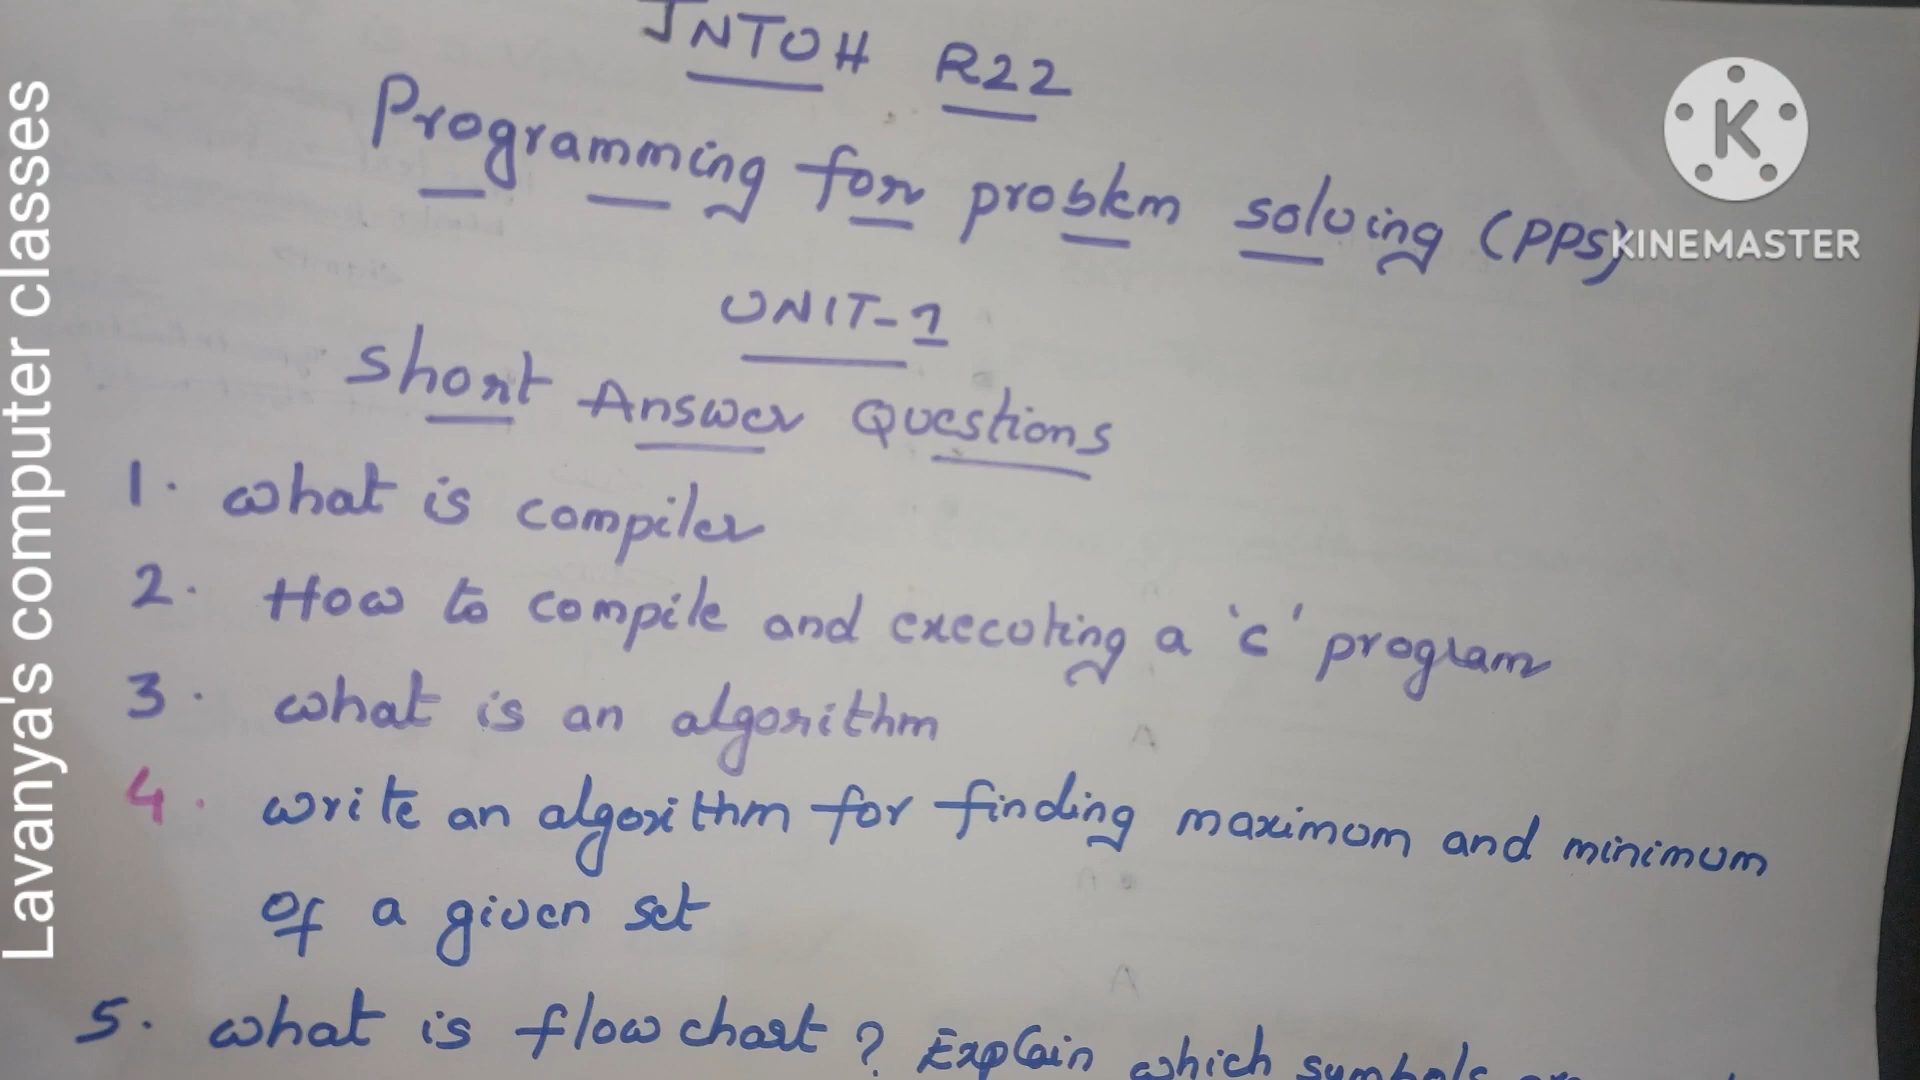 JNTUH R22
Programming for problem solving (PPS)
UNIT-1
Short Answer Questions
1. what is compiler
2. How to compile and executing a 'c' program
3. what is an algorithm
4. write an algorithm for finding maximum and minimum
of a given set
5. what is flow chart ? Explain which symbols
Lavanya's computer classes
K
KINEMASTER